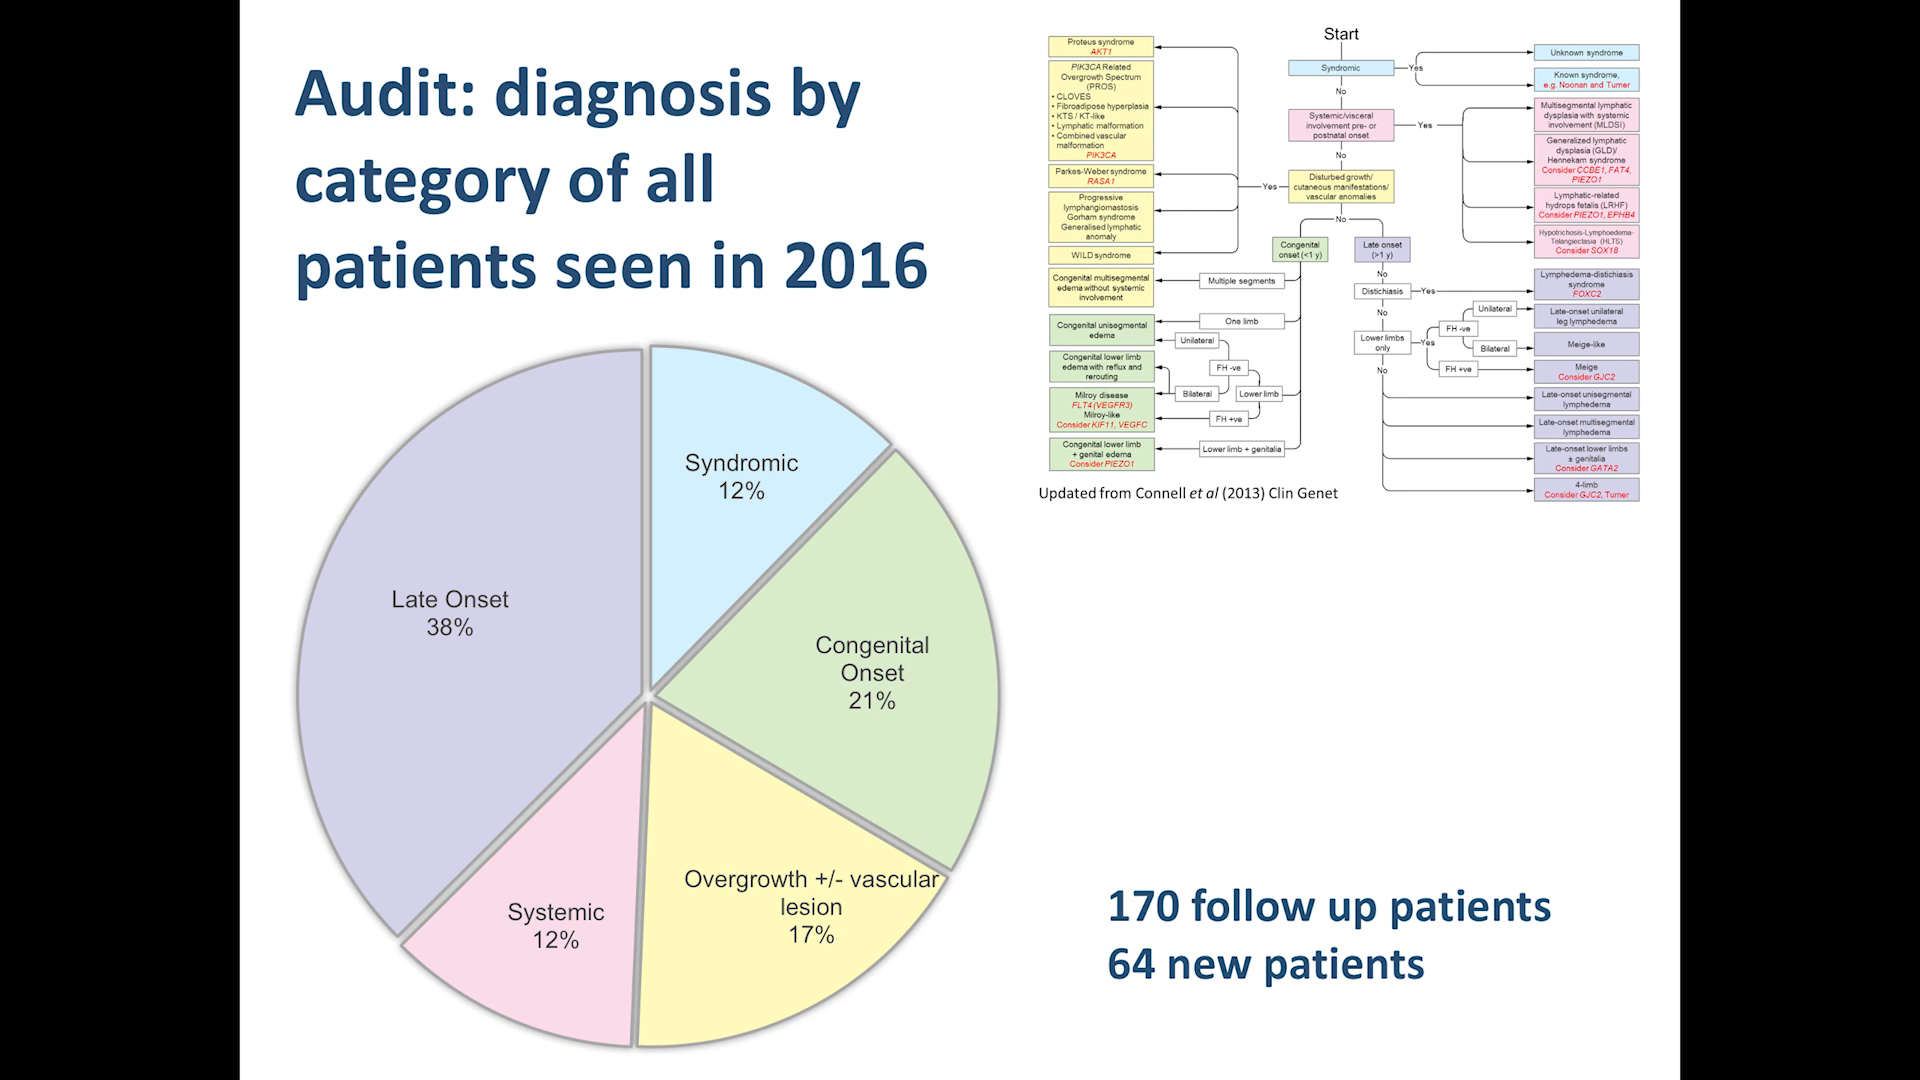 Audit: diagnosis by
category of all
patients seen in 2016
Syndromic
12%
Congenital
Onset
21%
Overgrowth +/- vascular
lesion
17%
Systemic
12%
Late Onset
38%
Start
Syndromic
Yes
Unknown syndrome
Known syndrome,
e.g. Noonan and Turner
No
Systemic/visceral
involvement pre- or
postnatal onset
Yes
Multisegmental lymphatic
dysplasia with systemic
involvement (MLDSI)
Generalized lymphatic
dysplasia (GLD)/
Hennekam syndrome
Consider CCBE1, FAT4,
PIEZO1
Lymphatic-related
hydrops fetalis (LRHF)
Consider PIEZO1, EPHB4
Hypotrichosis-Lymphoedema-
Telangiectasia (HLTS)
Consider SOX18
No
Disturbed growth/
cutaneous manifestations/
vascular anomalies
Yes
Proteus syndrome
AKT1
PIK3CA Related
Overgrowth Spectrum
(PROS)
• CLOVES
• Fibroadipose hyperplasia
• KTS / KT-like
• Lymphatic malformation
• Combined vascular
malformation
PIK3CA
Parkes-Weber syndrome
RASA1
Progressive
lymphangiomastosis
Gorham syndrome
Generalised lymphatic
anomaly
WILD syndrome
No
Congenital
onset (<1 y)
Late onset
(>1 y)
Multiple segments
Congenital multisegmental
edema without systemic
involvement
One limb
Congenital unisegmental
edema
Unilateral
FH -ve
Congenital lower limb
edema with reflux and
rerouting
Bilateral
Lower limb
Milroy disease
FLT4 (VEGFR3)
Milroy-like
Consider KIF11, VEGFC
FH +ve
Congenital lower limb
+ genital edema
Consider PIEZO1
Lower limb + genitalia
No
Distichiasis
Yes
Lymphedema-distichiasis
syndrome
FOXC2
No
Lower limbs
only
Yes
FH -ve
Unilateral
Late-onset unilateral
leg lymphedema
Bilateral
Meige-like
FH +ve
Meige
Consider GJC2
No
Late-onset unisegmental
lymphedema
Late-onset multisegmental
lymphedema
Late-onset lower limbs
± genitalia
Consider GATA2
4-limb
Consider GJC2, Turner
Updated from Connell et al (2013) Clin Genet
170 follow up patients
64 new patients